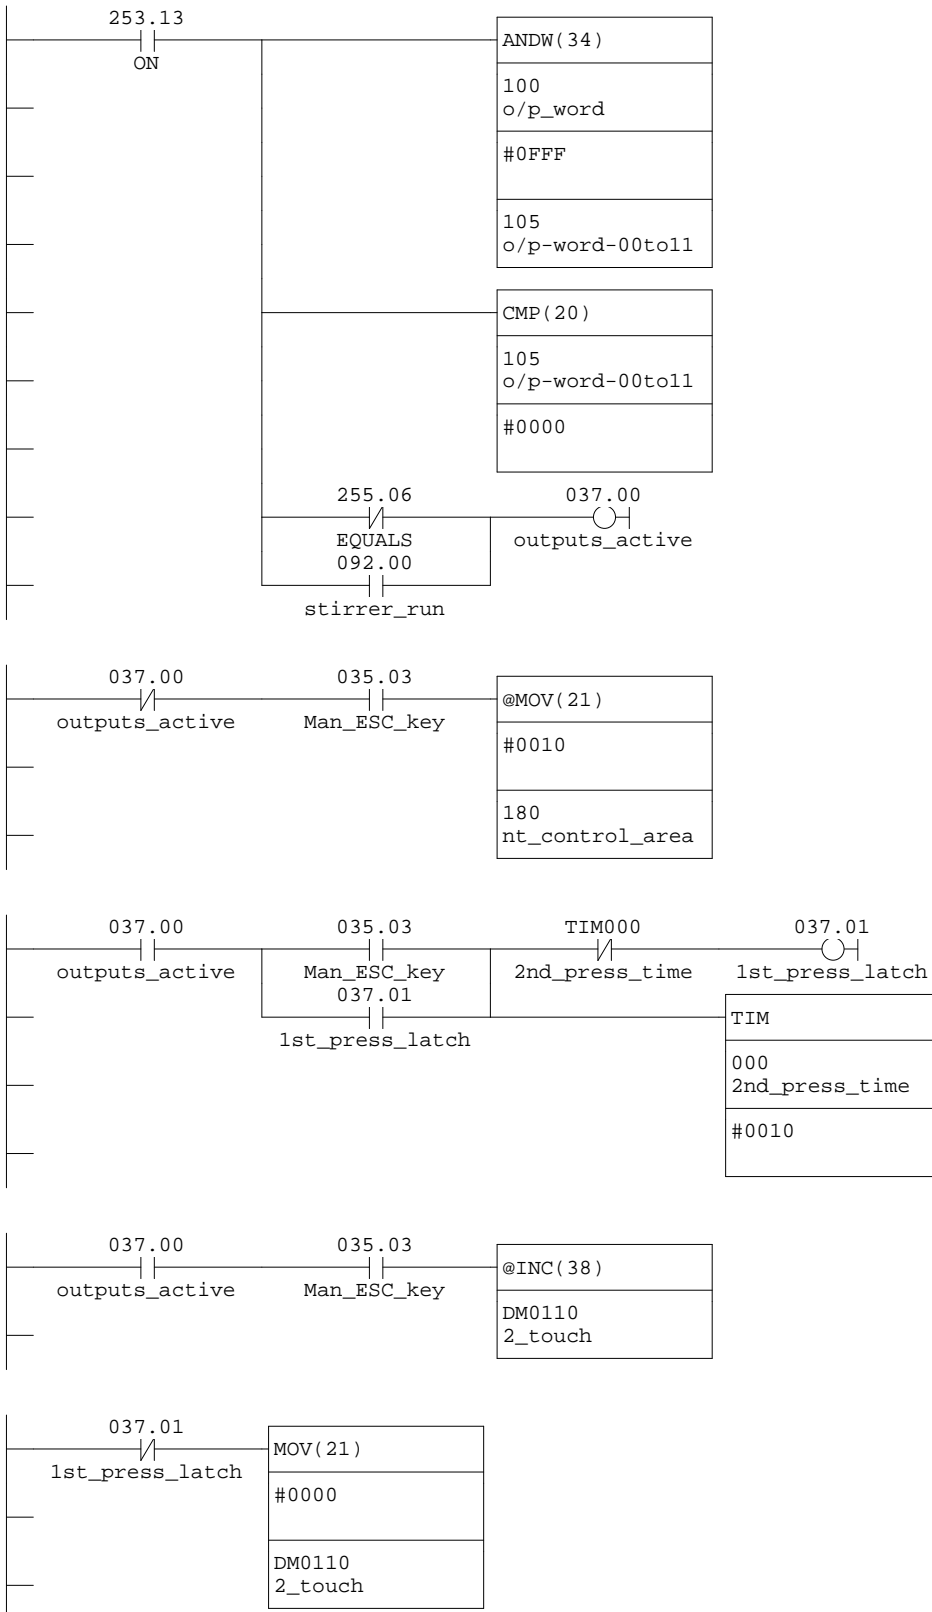 253.13
ON
ANDW(34)
100
o/p_word
#0FFF
105
o/p-word-00to11
CMP(20)
105
o/p-word-00to11
#0000
255.06
EQUALS
037.00
outputs_active
092.00
stirrer_run
037.00
outputs_active
035.03
Man_ESC_key
@MOV(21)
#0010
180
nt_control_area
037.00
outputs_active
035.03
Man_ESC_key
TIM000
2nd_press_time
037.01
1st_press_latch
037.01
1st_press_latch
TIM
000
2nd_press_time
#0010
037.00
outputs_active
035.03
Man_ESC_key
@INC(38)
DM0110
2_touch
037.01
1st_press_latch
MOV(21)
#0000
DM0110
2_touch